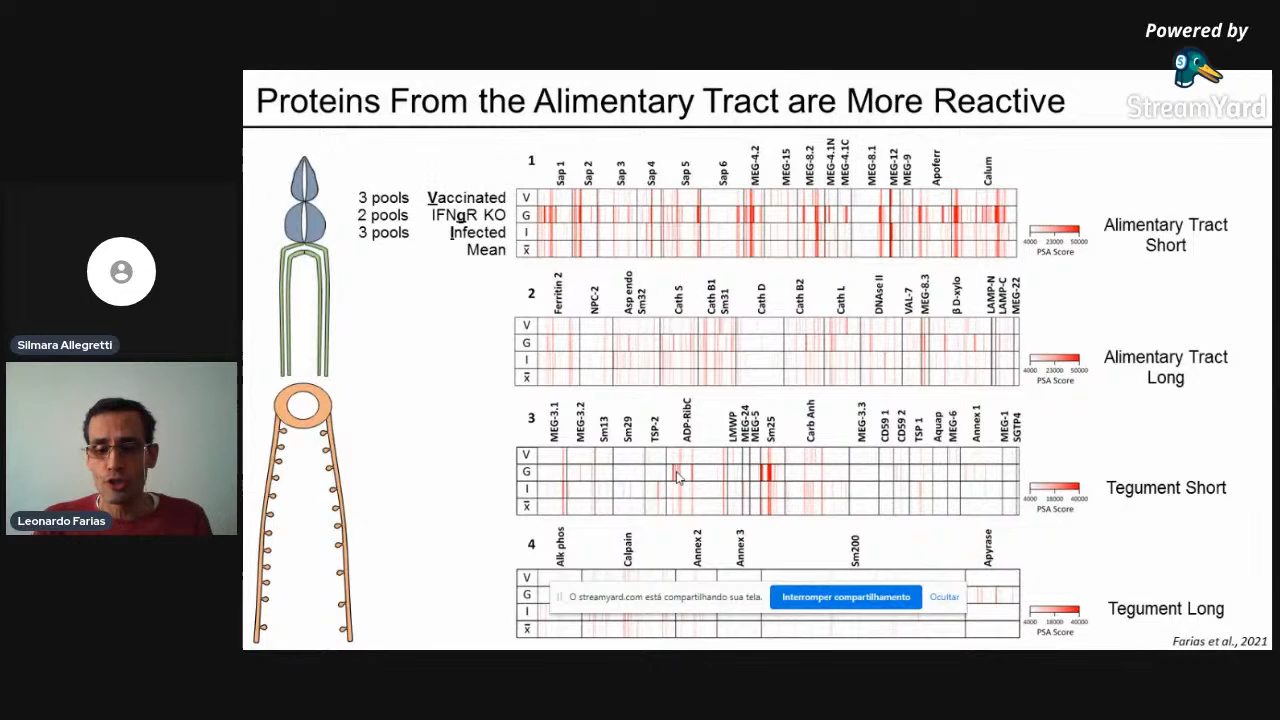 Powered by
StreamYard
Proteins From the Alimentary Tract are More Reactive
3 pools Vaccinated
2 pools IFNgR KO
3 pools Infected
Mean
1
Sap 1 Sap 2 Sap 3 Sap 4 Sap 5 Sap 6 MEG-4.2 MEG-15 MEG-8.2 MEG-4.1N MEG-4.1C MEG-8.1 MEG-12 MEG-9 Apoferr Calum
V
G
I
x̄
4000 23000 50000
PSA Score
Alimentary Tract
Short
2
Ferritin 2 NPC-2 Asp endo Sm32 Cath S Cath B1 Sm31 Cath D Cath B2 Cath L DNAse II VAL-7 MEG-8.3 β D-xylo LAMP-N LAMP-C MEG-22
V
G
I
x̄
4000 23000 50000
PSA Score
Alimentary Tract
Long
3
MEG-3.1 MEG-3.2 Sm13 Sm29 TSP-2 ADP-RibC LMWP MEG-24 MEG-5 Sm25 Carb Anh MEG-3.3 CD59 1 CD59 2 TSP 1 Aquap MEG-6 Annex 1 MEG-1 SGTP4
V
G
I
x̄
4000 18000 40000
PSA Score
Tegument Short
4
Alk phos Calpain Annex 2 Annex 3 Sm200 Apyrase
V
G
I
x̄
4000 18000 40000
PSA Score
Tegument Long
O streamyard.com está compartilhando sua tela. Interromper compartilhamento Ocultar
Farias et al., 2021
Silmara Allegretti
Leonardo Farias